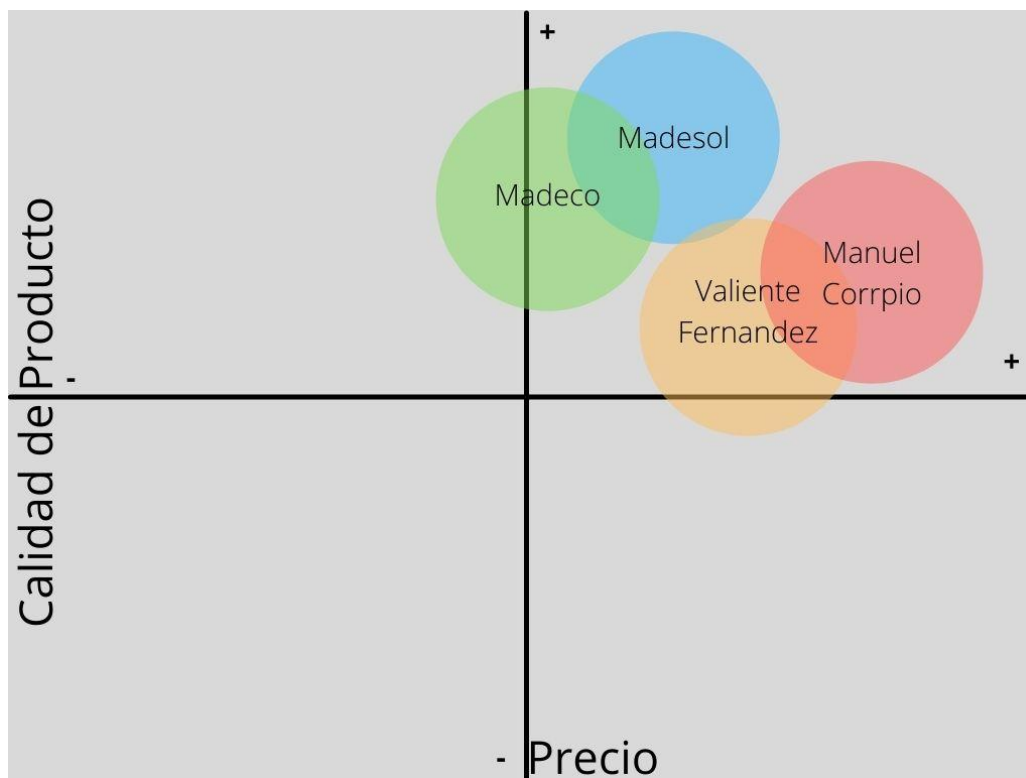 +
Madesol
Madeco
Manuel
Corrpio
Valiente
Fernandez
+
-
Calidad de Producto
- Precio